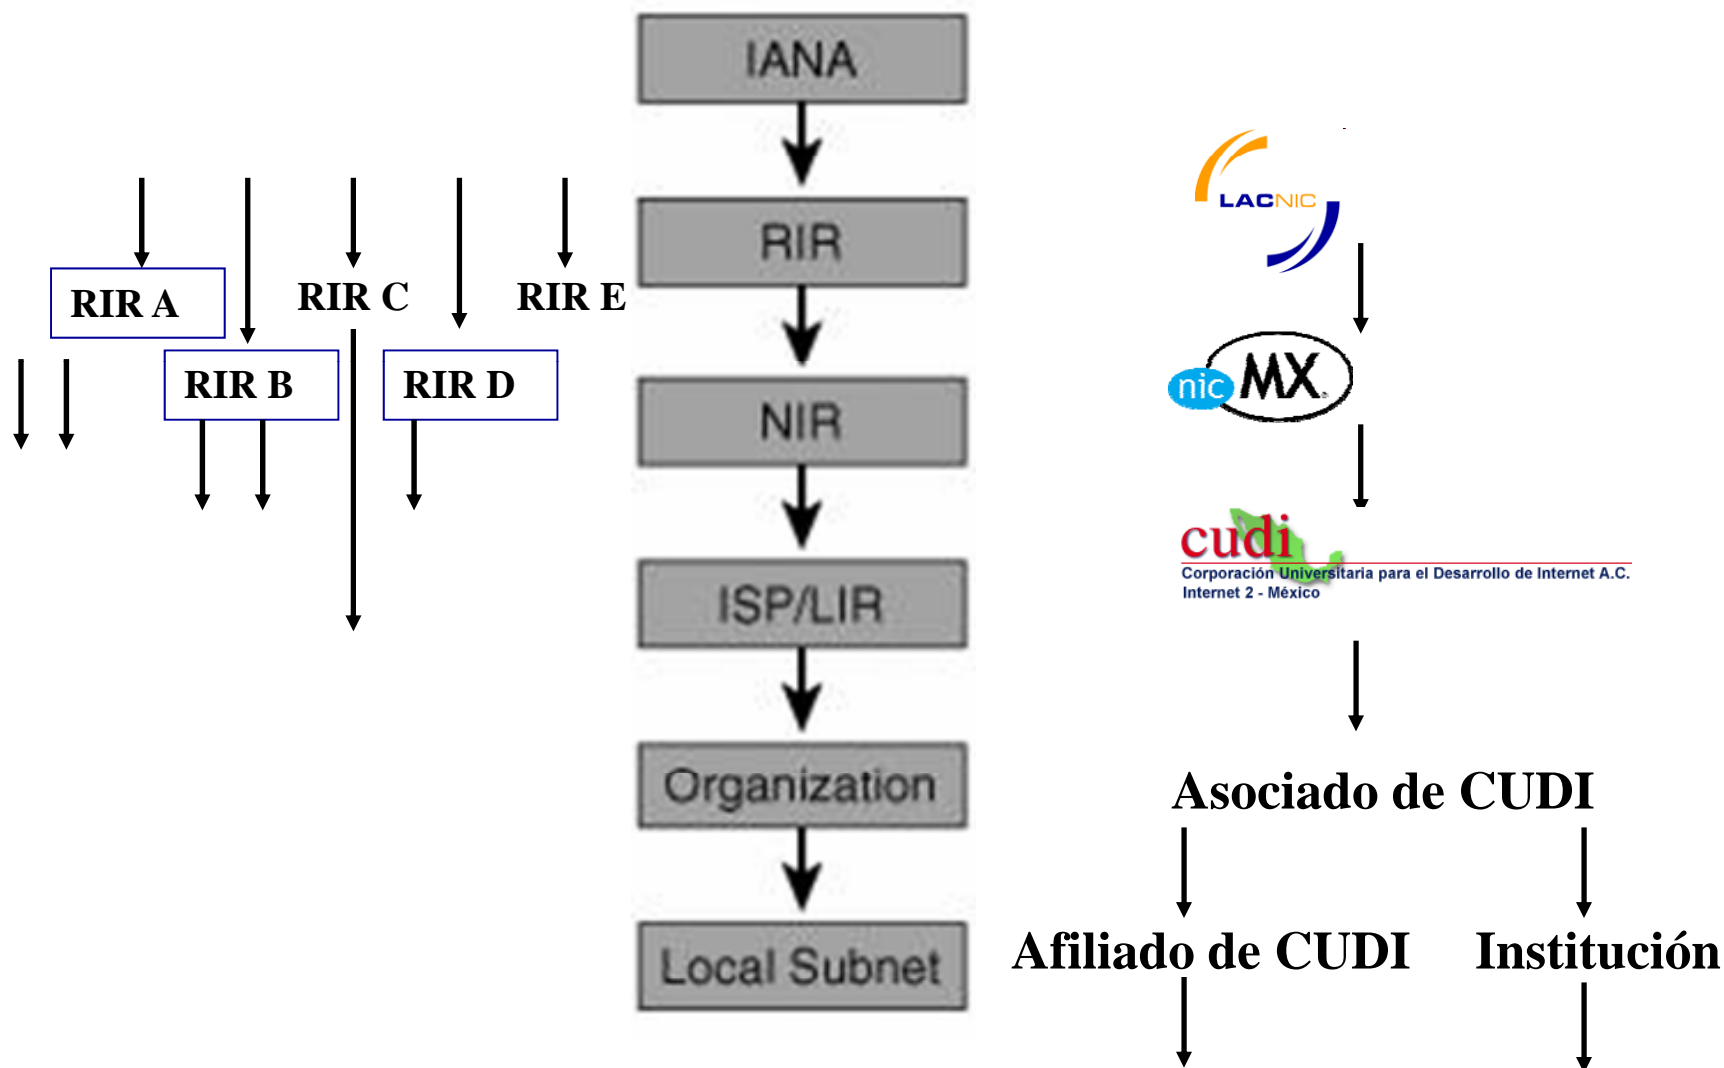 IANA
RIR
NIR
ISP/LIR
Organization
Local Subnet
RIR A
RIR C
RIR E
RIR B
RIR D
LACNIC
nic MX
cudi
Corporación Universitaria para el Desarrollo de Internet A.C.
Internet 2 - México
Asociado de CUDI
Afiliado de CUDI
Institución